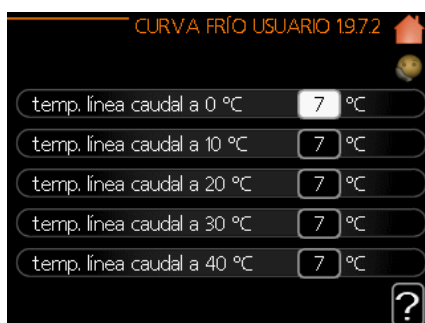 CURVA FRÍO USUARIO 1.9.7.2
temp. línea caudal a 0 °C 7 °C
temp. línea caudal a 10 °C 7 °C
temp. línea caudal a 20 °C 7 °C
temp. línea caudal a 30 °C 7 °C
temp. línea caudal a 40 °C 7 °C
?